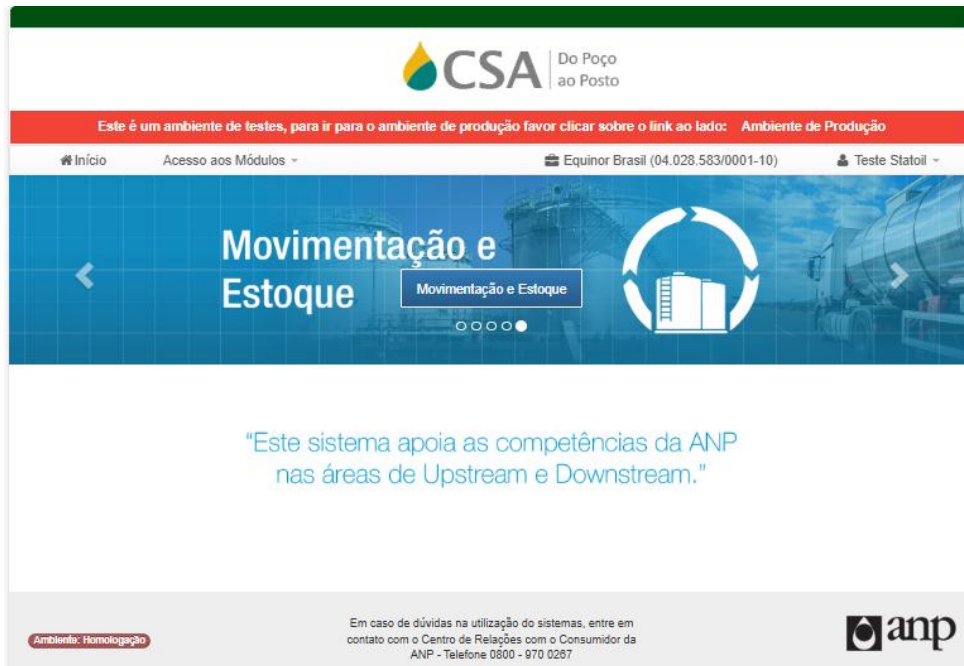 CSA
Do Poço
ao Posto
Este é um ambiente de testes, para ir para o ambiente de produção favor clicar sobre o link ao lado: Ambiente de Produção
Início Acesso aos Módulos Equinor Brasil (04.028.583/0001-10) Teste Statoil
Movimentação e
Estoque
Movimentação e Estoque
“Este sistema apoia as competências da ANP
nas áreas de Upstream e Downstream.”
Ambiente: Homologação
Em caso de dúvidas na utilização do sistemas, entre em
contato com o Centro de Relações com o Consumidor da
ANP - Telefone 0800 - 970 0267
anp